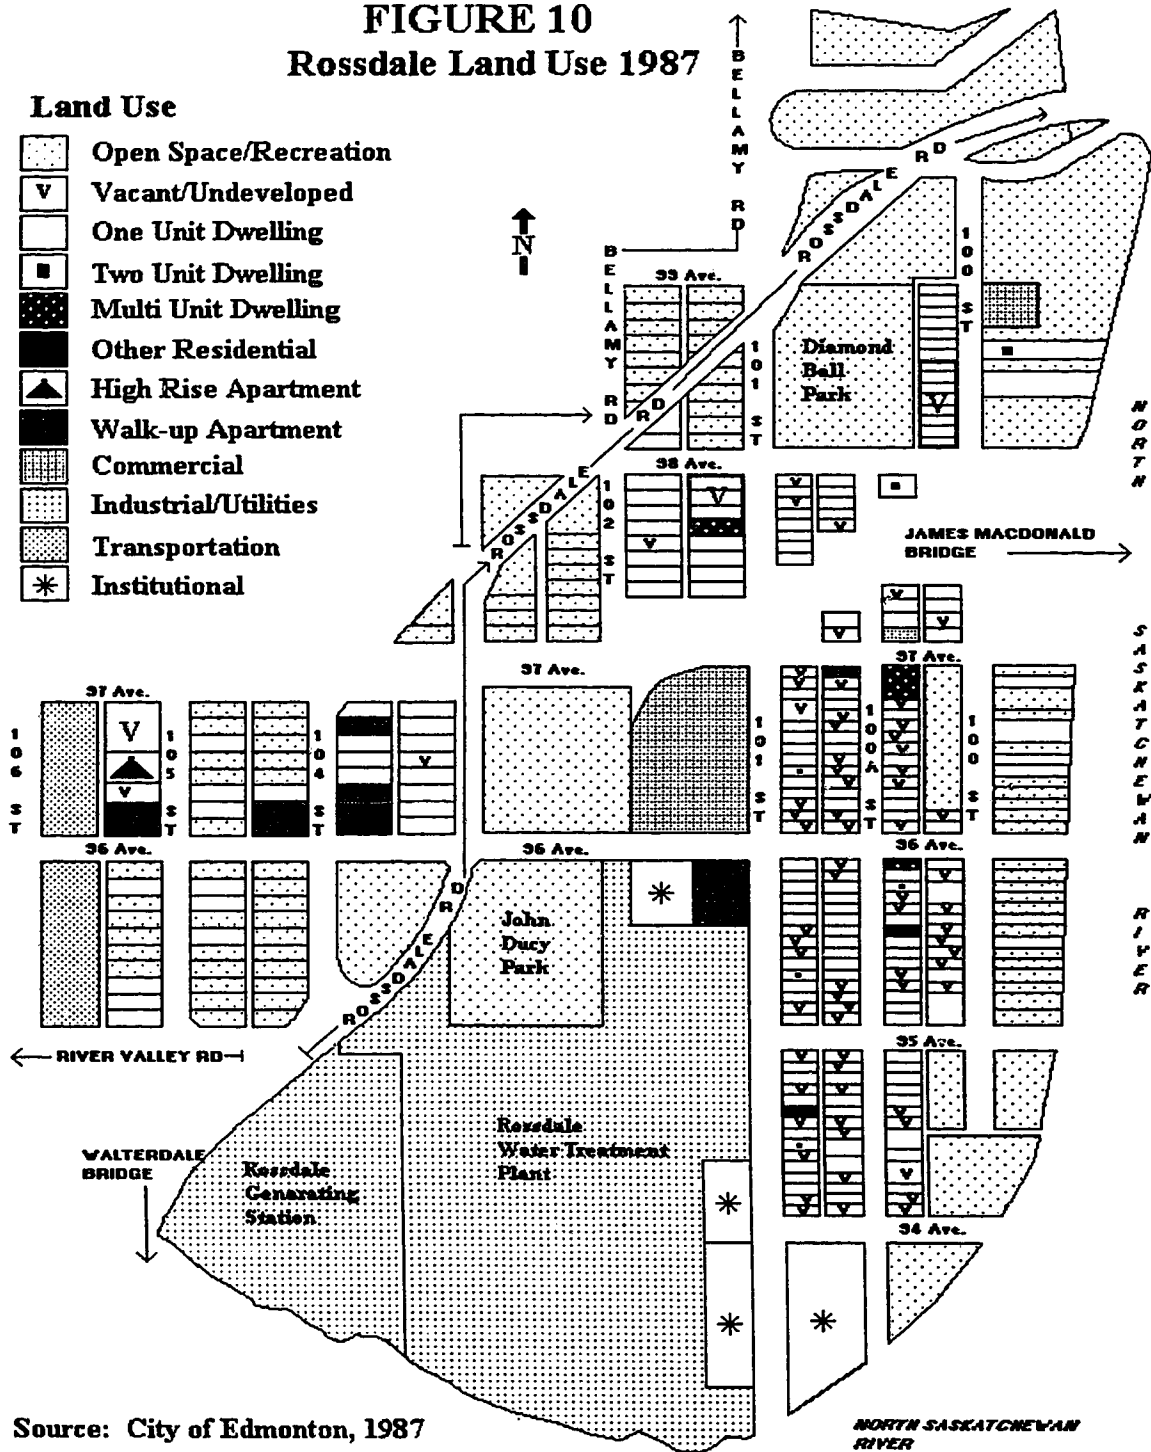 FIGURE 10
Rossdale Land Use 1987
Land Use
Open Space/Recreation
V Vacant/Undeveloped
One Unit Dwelling
Two Unit Dwelling
Multi Unit Dwelling
Other Residential
High Rise Apartment
Walk-up Apartment
Commercial
Industrial/Utilities
Transportation
Institutional
N
BELLAMY RD
BELLAMY RD
ROSSDALE RD
99 Ave.
100 ST
101 ST
Diamond
Ball
Park
RD
98 Ave.
ROSSDALE
102 ST
NORTH SASKATCHEWAN RIVER
JAMES MACDONALD
BRIDGE
97 Ave.
97 Ave.
97 Ave.
106 ST
105 ST
104 ST
101 ST
100A ST
100 ST
96 Ave.
96 Ave.
96 Ave.
John
Ducy
Park
ROSSDALE RD
RIVER VALLEY RD
95 Ave.
Rossdale
Water Treatment
Plant
WALTERDALE
BRIDGE
Rossdale
Genarating
Station
94 Ave.
Source: City of Edmonton, 1987
NORTH SASKATCHEWAN
RIVER